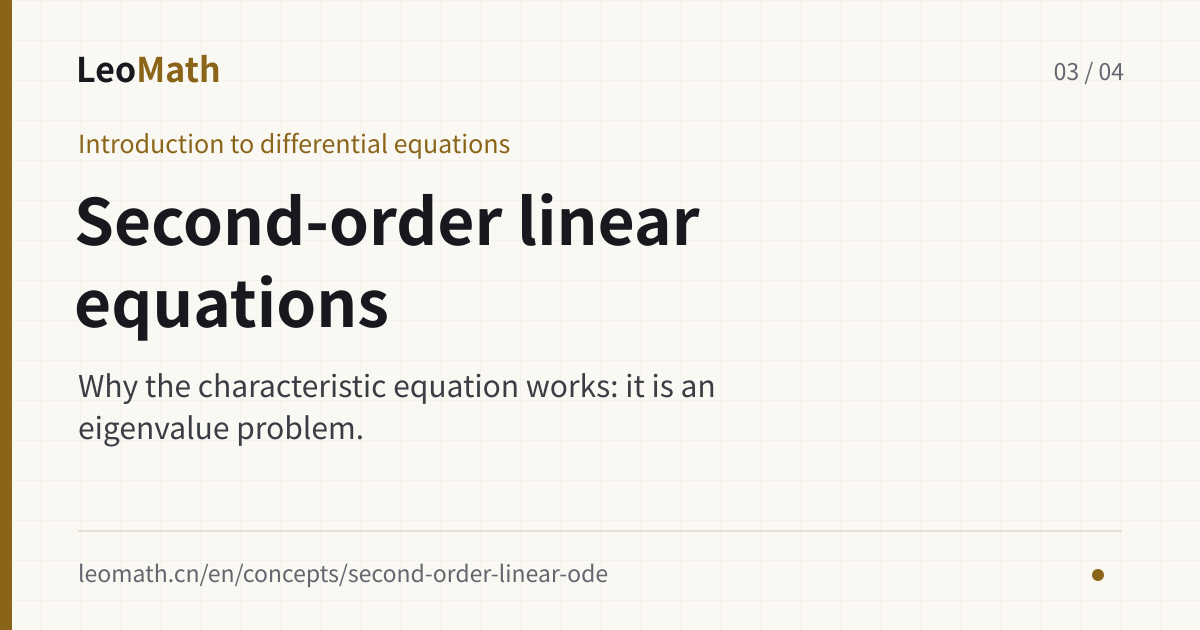 LeoMath
03 / 04
Introduction to differential equations
Second-order linear
equations
Why the characteristic equation works: it is an
eigenvalue problem.
leomath.cn/en/concepts/second-order-linear-ode